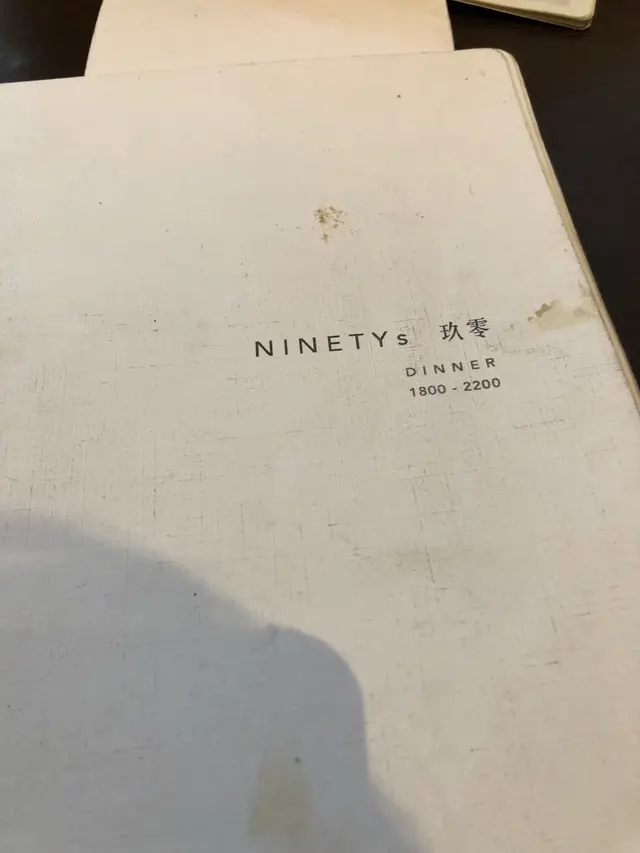 NINETYs 玖零
DINNER
1800 - 2200